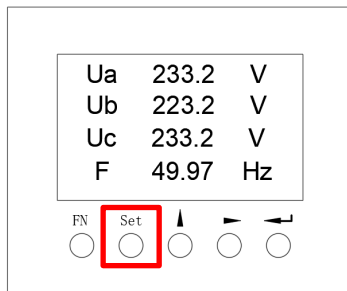 Ua 233.2 V
Ub 223.2 V
Uc 233.2 V
F 49.97 Hz
FN Set